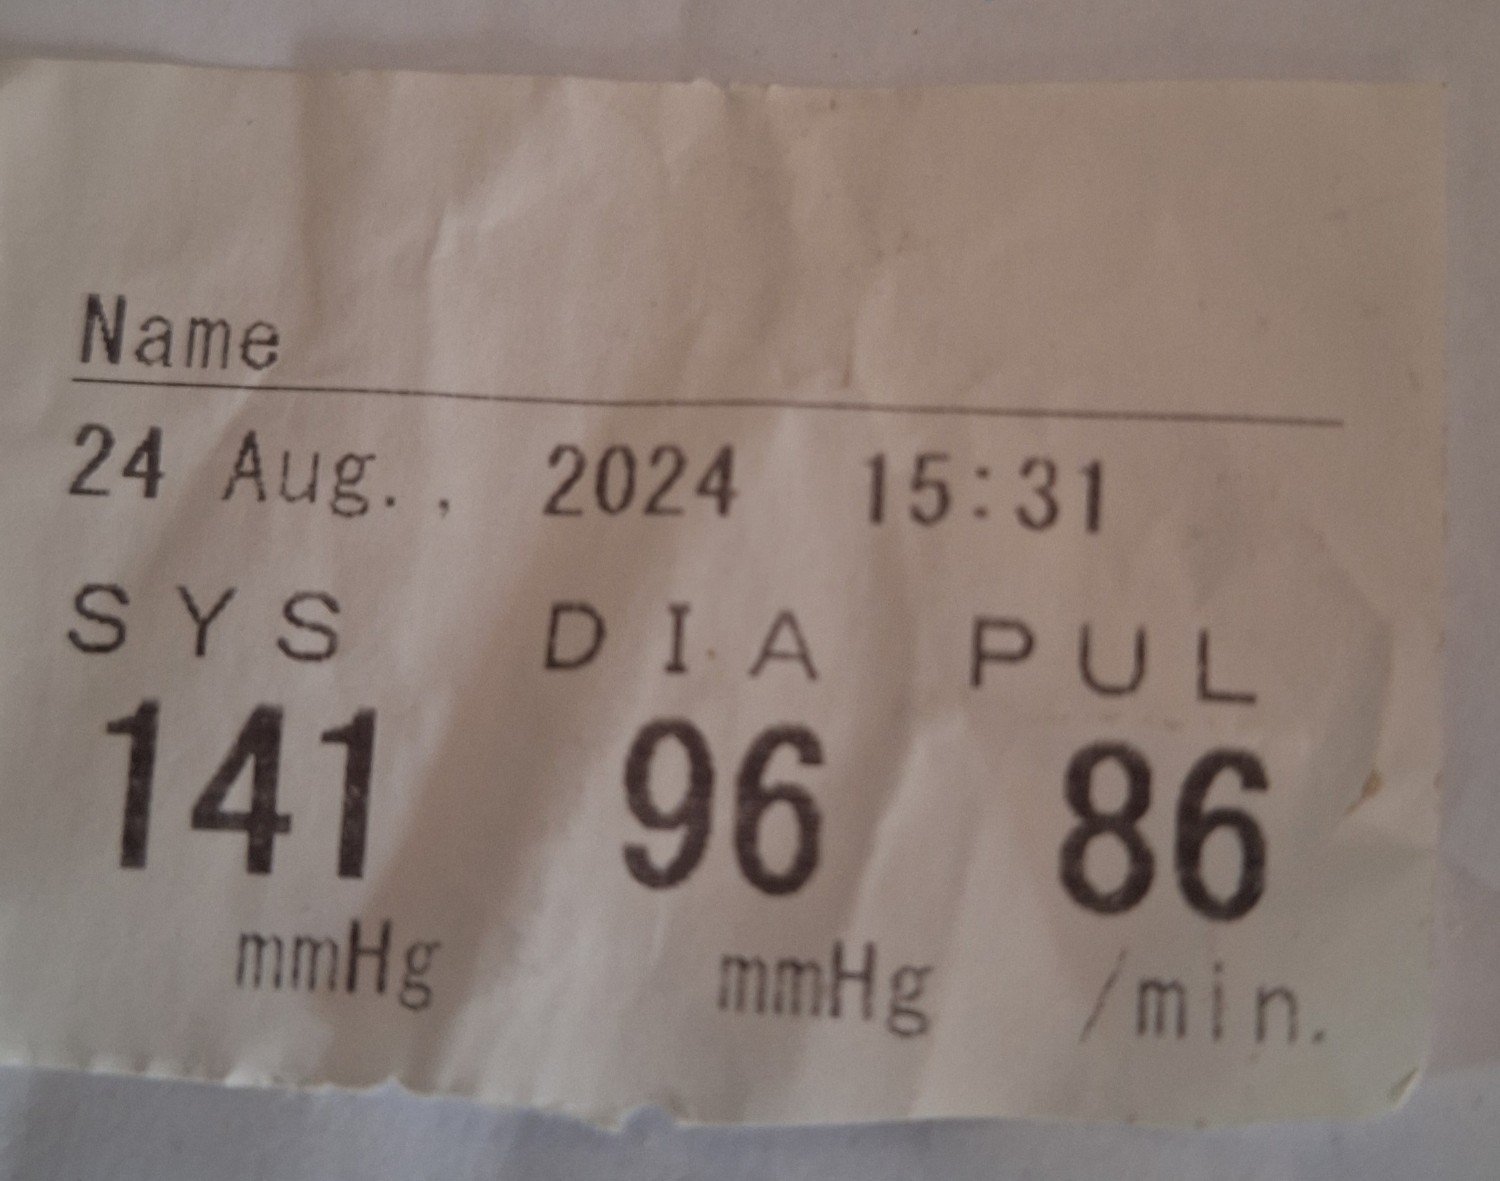 Name
24 Aug., 2024 15:31
SYS DIA PUL
141 96 86
mmHg mmHg /min.